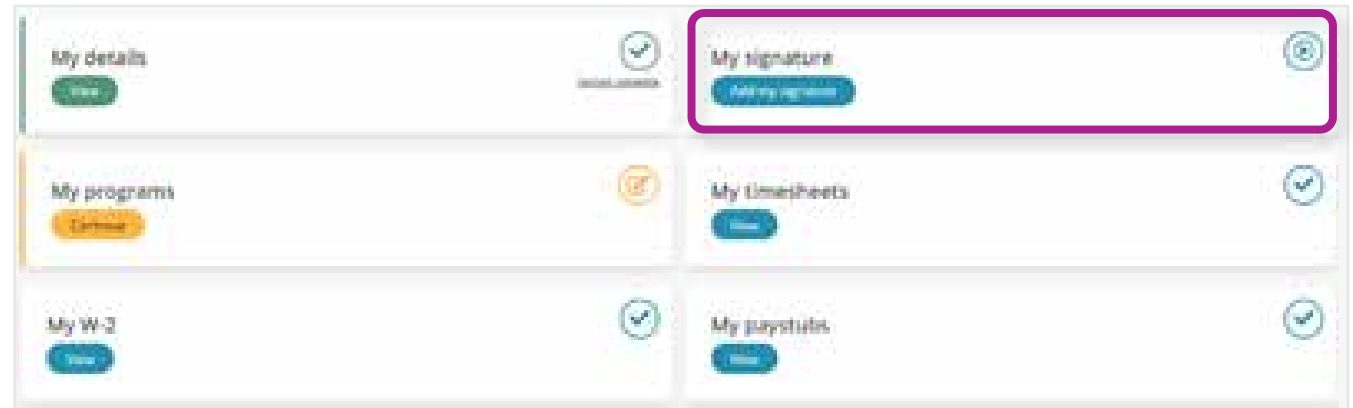 My details
View
My signature
Add my signature
My programs
Continue
My timesheets
View
My W-2
View
My paystubs
View